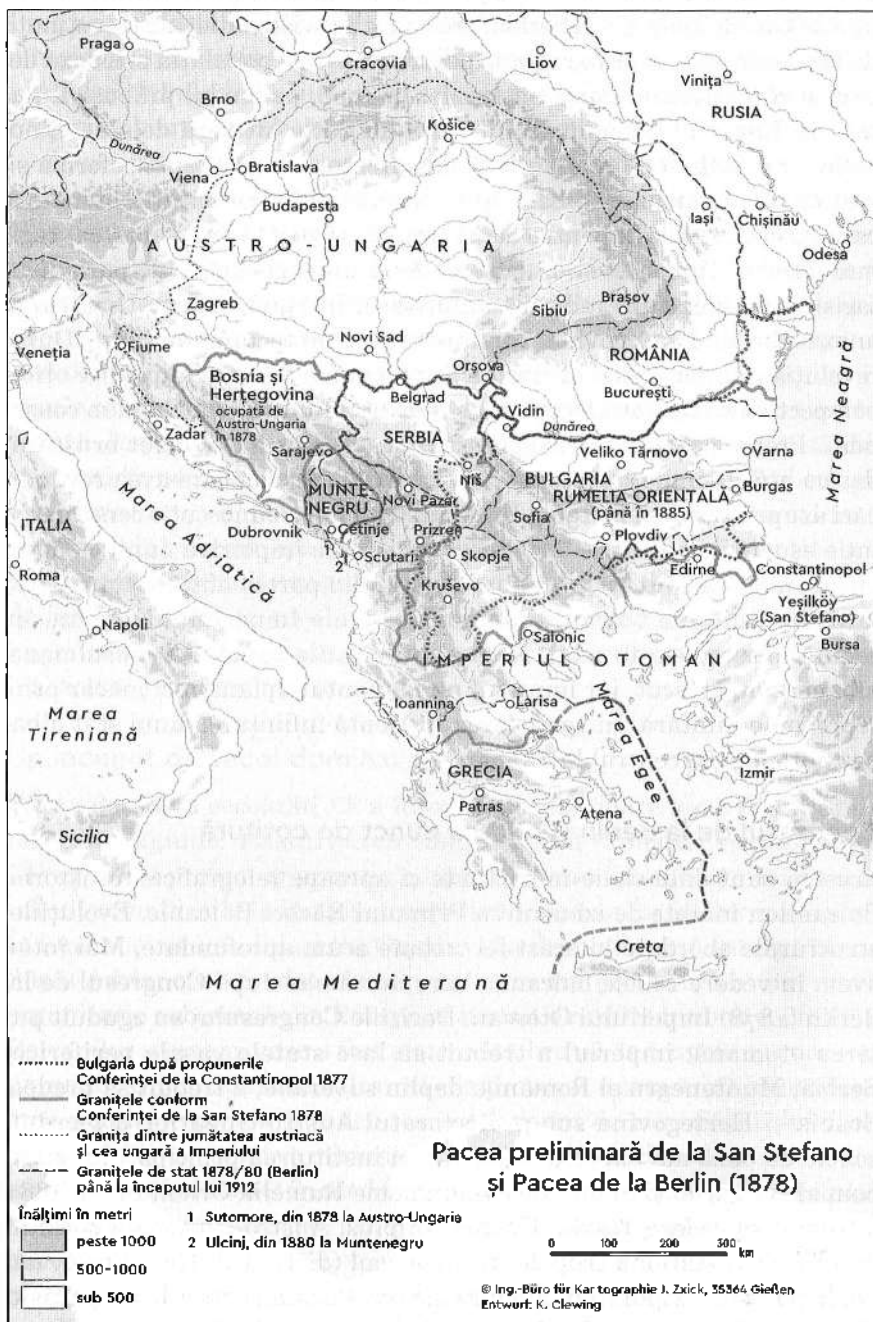 Praga
Cracovia
Liov
Vinița
RUSIA
Brno
Košice
Dunărea
Viena
Bratislava
Budapesta
Iași
Chișinău
AUSTRO-UNGARIA
Odesa
Zagreb
Sibiu
Brașov
Veneția
Fiume
Novi Sad
Orșova
ROMÂNIA
Marea Neagră
Bosnia și
Herțegovina
ocupată de
Austro-Ungaria
în 1878
Belgrad
București
Zadar
Vidin
Dunărea
SERBIA
Sarajevo
Veliko Tărnovo
Varna
Niš
BULGARIA
MUNTE-
NEGRU
Novi Pazar
RUMELIA ORIENTALĂ
(până în 1885)
Burgas
ITALIA
Marea Adriatică
Sofia
Dubrovnik
Cetinje
Prizren
Plovdiv
1
2
Scutari
Skopje
Edirne
Constantinopol
Roma
Kruševo
Yeșilköy
(San Stefano)
Napoli
Salonic
Bursa
IMPERIUL OTOMAN
Marea
Tireniană
Ioannina
Larisa
Marea Egee
GRECIA
Izmir
Patras
Atena
Sicilia
Creta
Marea Mediterană
Bulgaria după propunerile
Conferinței de la Constantinopol 1877
Granițele conform
Conferinței de la San Stefano 1878
Granița dintre jumătatea austriacă
și cea ungară a Imperiului
Granițele de stat 1878/80 (Berlin)
până la începutul lui 1912
Pacea preliminară de la San Stefano
și Pacea de la Berlin (1878)
Înălțimi în metri
peste 1000
500-1000
sub 500
1 Sutomore, din 1878 la Austro-Ungaria
2 Ulcinj, din 1880 la Muntenegru
0 100 200 300
km
© Ing.-Büro für Kartographie J. Zxick, 35364 Gießen
Entwurf: K. Clewing